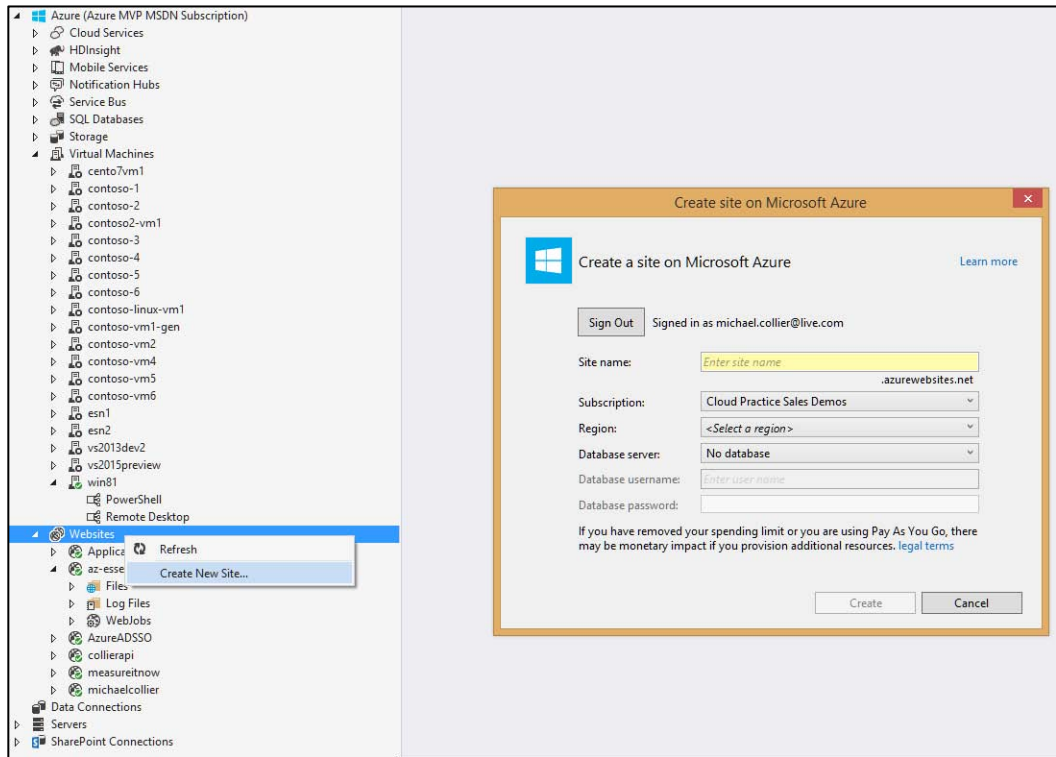 Azure (Azure MVP MSDN Subscription)
Cloud Services
HDInsight
Mobile Services
Notification Hubs
Service Bus
SQL Databases
Storage
Virtual Machines
cento7vm1
contoso-1
contoso-2
contoso2-vm1
contoso-3
contoso-4
contoso-5
contoso-6
contoso-linux-vm1
contoso-vm1-gen
contoso-vm2
contoso-vm4
contoso-vm5
contoso-vm6
esn1
esn2
vs2013dev2
vs2015preview
win81
PowerShell
Remote Desktop
Websites
Applica
az-esse
Files
Log Files
WebJobs
AzureADSSO
collierapi
measureitnow
michaelcollier
Data Connections
Servers
SharePoint Connections
Refresh
Create New Site...
Create site on Microsoft Azure
Create a site on Microsoft Azure
Learn more
Sign Out Signed in as michael.collier@live.com
Site name: Enter site name
.azurewebsites.net
Subscription: Cloud Practice Sales Demos
Region: <Select a region>
Database server: No database
Database username: Enter user name
Database password:
If you have removed your spending limit or you are using Pay As You Go, there
may be monetary impact if you provision additional resources. legal terms
Create Cancel